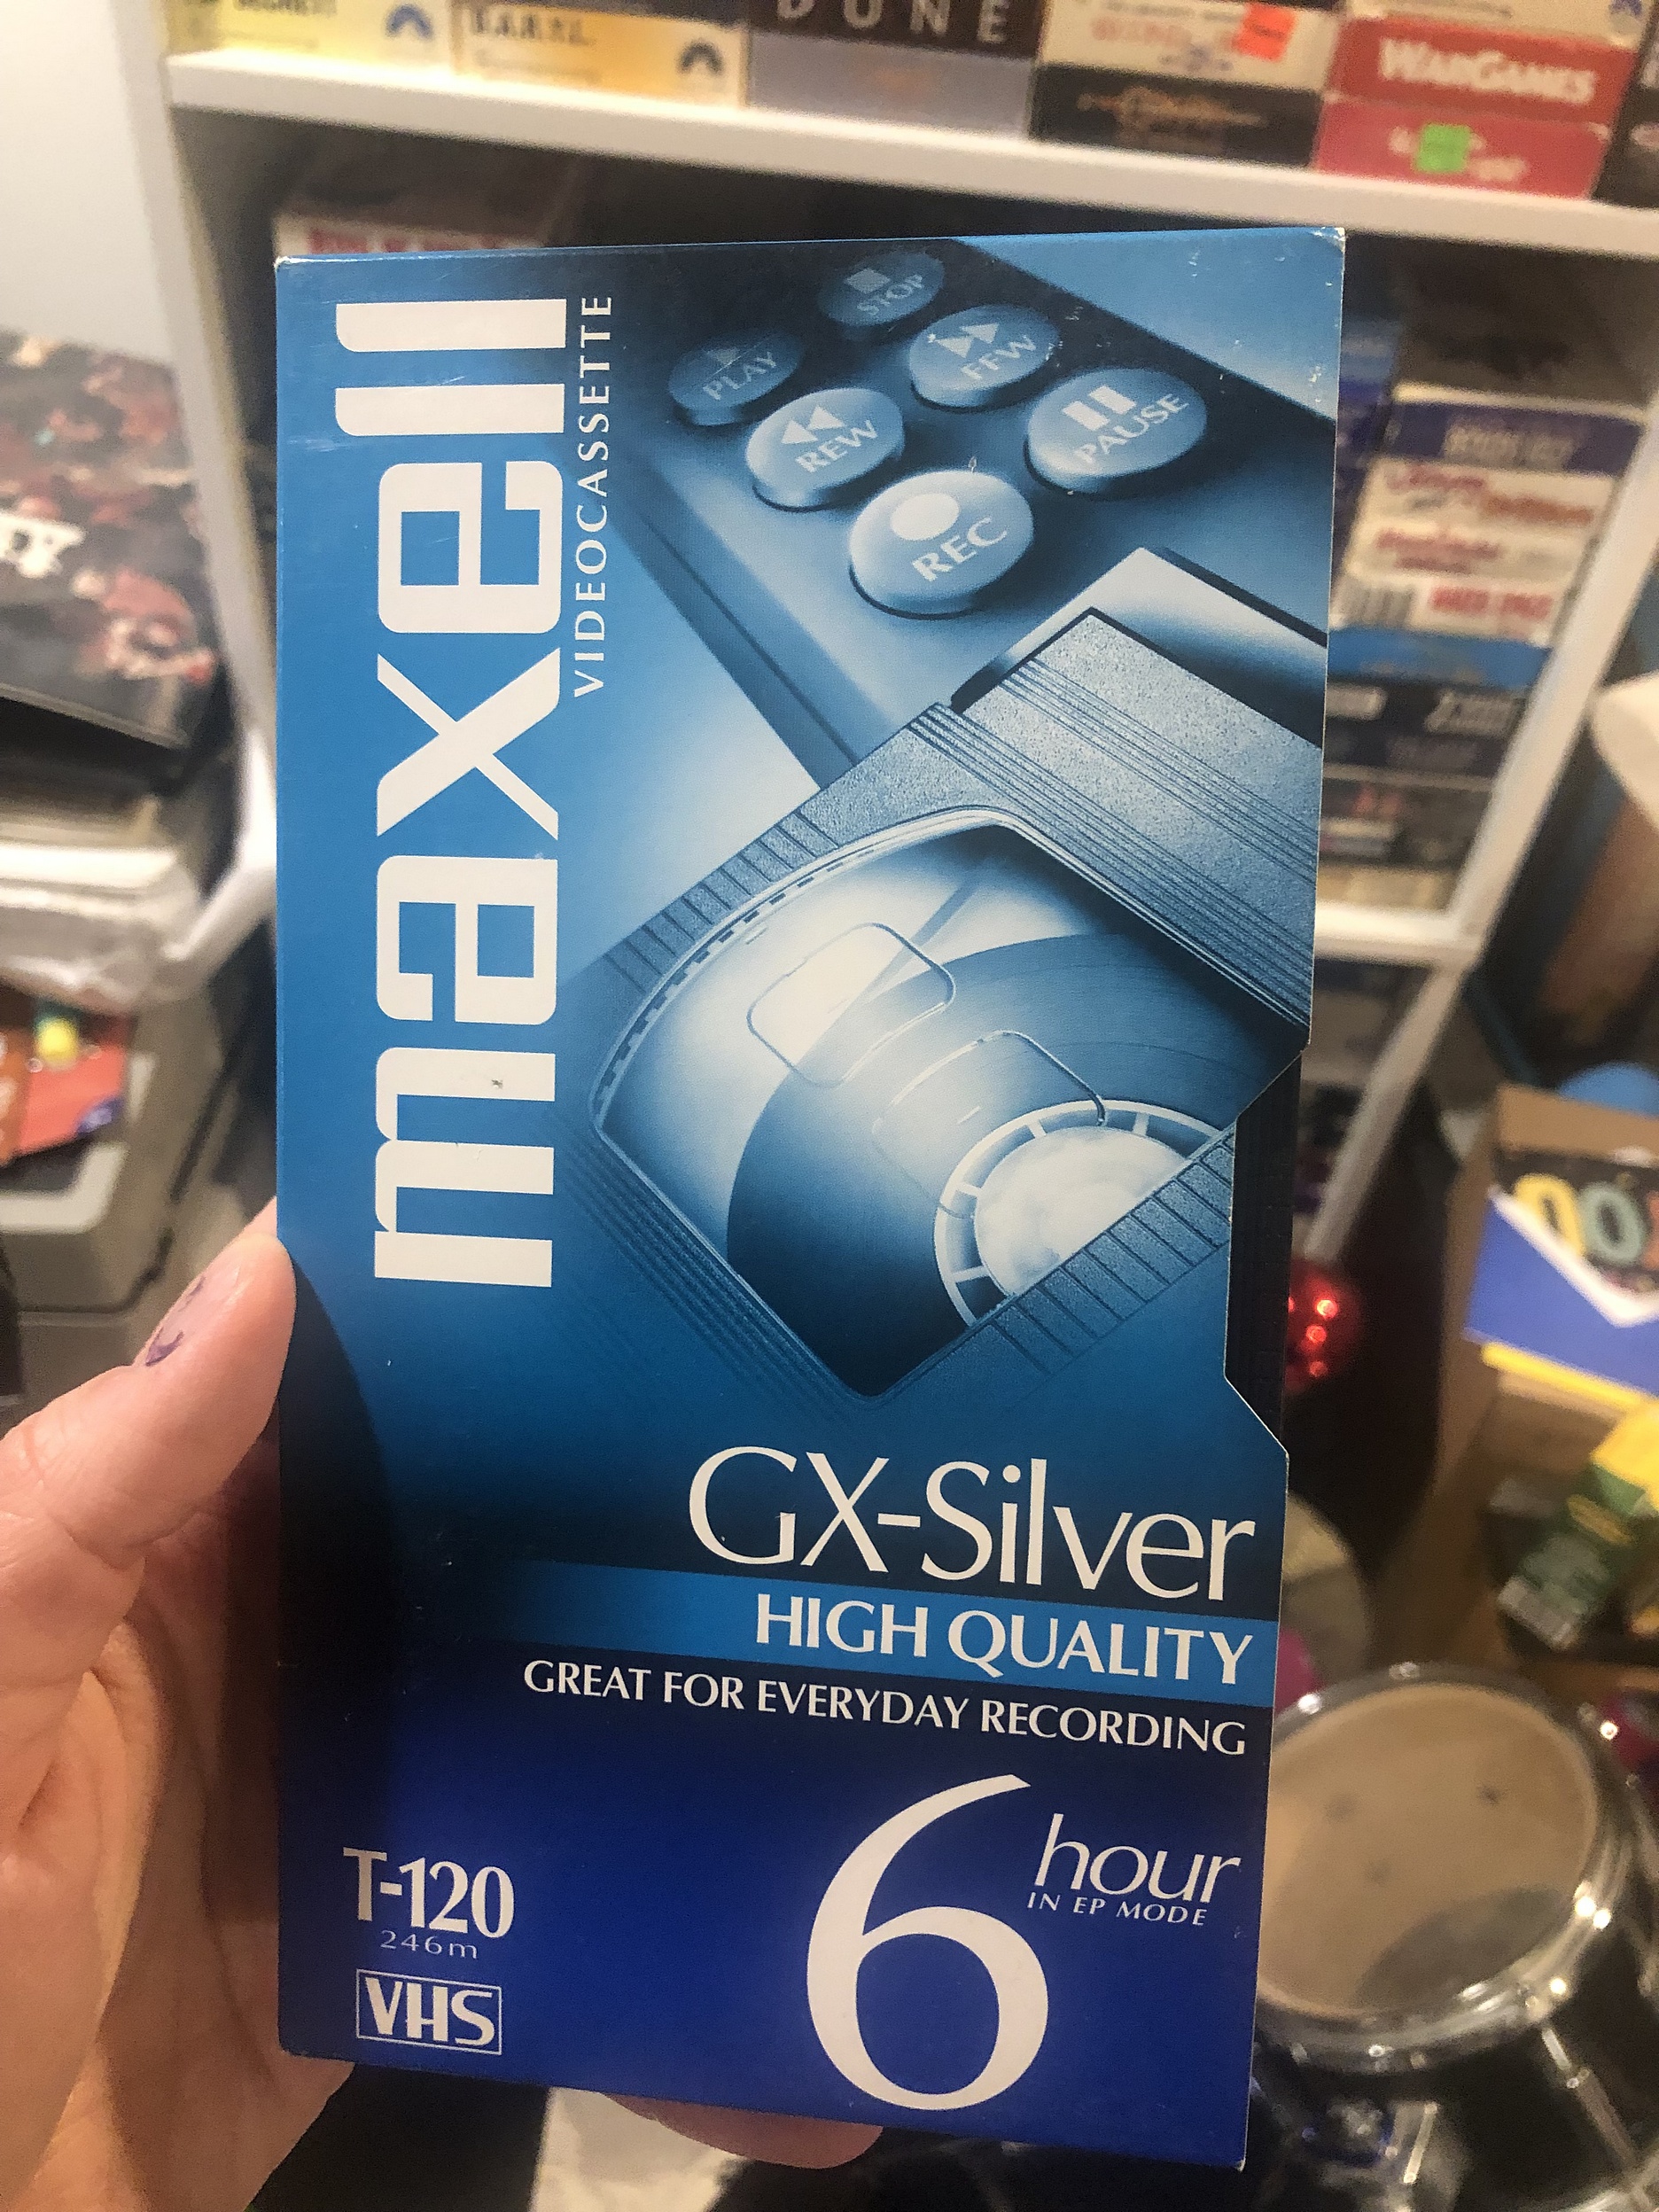 DUNE
WARGAMES
maxell
VIDEOCASSETTE
STOP
PLAY
FFW
REW
PAUSE
REC
GX-Silver
HIGH QUALITY
GREAT FOR EVERYDAY RECORDING
6 hour
IN EP MODE
T-120
246m
VHS